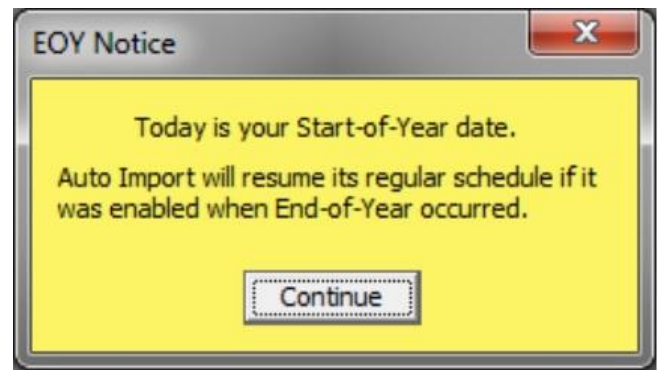 EOY Notice
Today is your Start-of-Year date.
Auto Import will resume its regular schedule if it
was enabled when End-of-Year occurred.
Continue